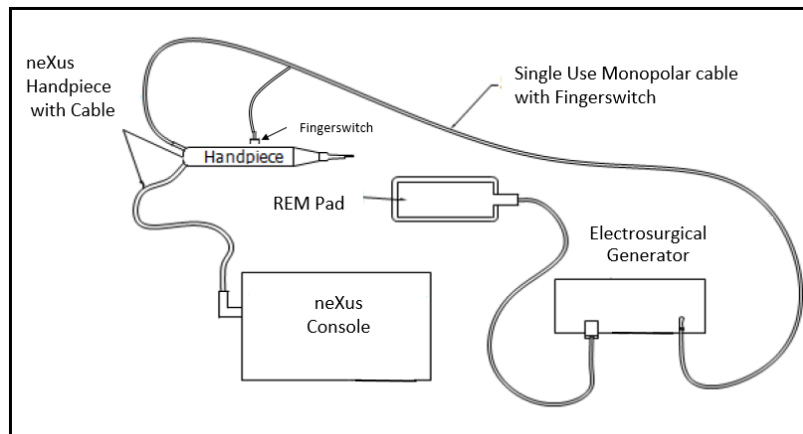 neXus
Handpiece
with Cable
Single Use Monopolar cable
with Fingerswitch
Fingerswitch
Handpiece
REM Pad
Electrosurgical
Generator
neXus
Console